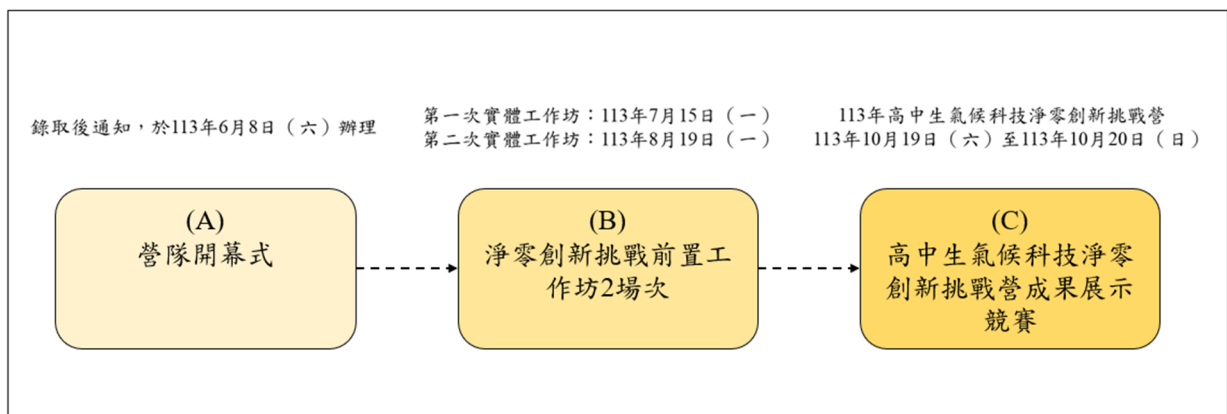 錄取後通知，於113年6月8日（六）辦理
第一次實體工作坊：113年7月15日（一）
第二次實體工作坊：113年8月19日（一）
113年高中生氣候科技淨零創新挑戰營
113年10月19日（六）至113年10月20日（日）
(A)
營隊開幕式
(B)
淨零創新挑戰前置工
作坊2場次
(C)
高中生氣候科技淨零
創新挑戰營成果展示
競賽